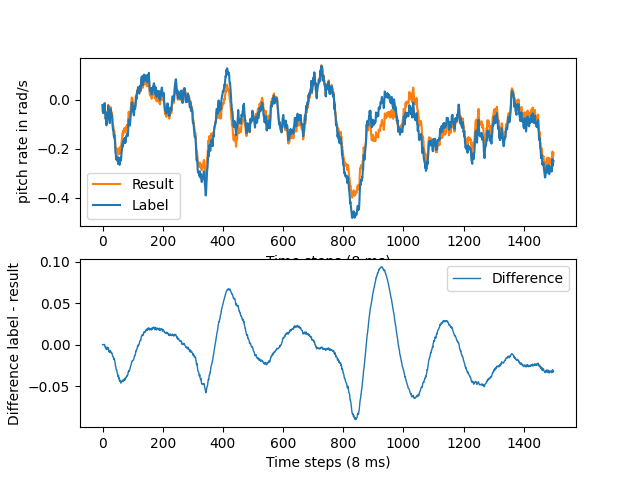 pitch rate in rad/s
0.0
−0.2
−0.4
Result
Label
0 200 400 600 800 1000 1200 1400
Time steps (8 ms)
Difference label - result
0.10
0.05
0.00
−0.05
Difference
0 200 400 600 800 1000 1200 1400
Time steps (8 ms)